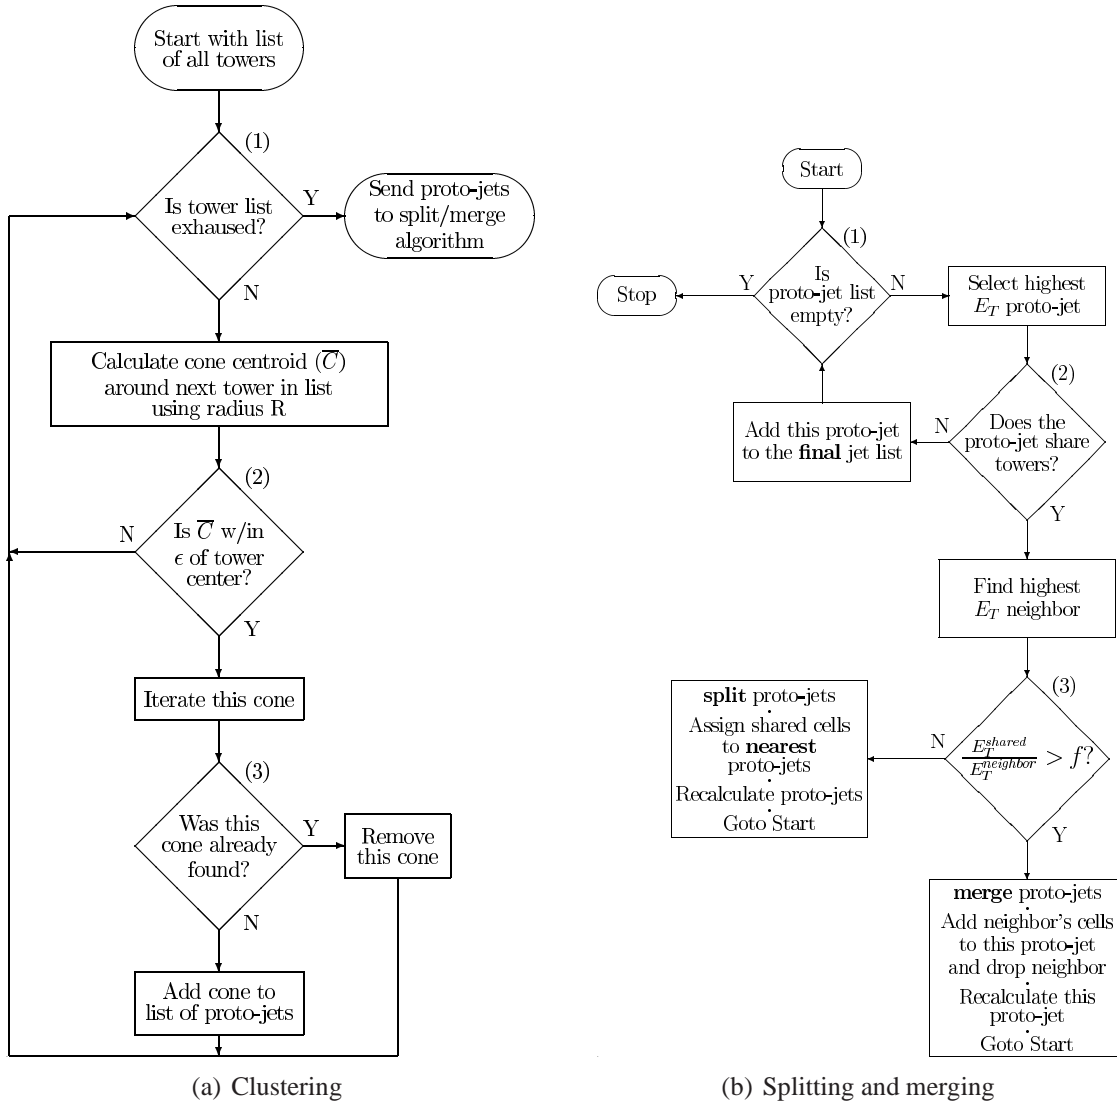 Start with list
of all towers
(1)
Is tower list
exhaused?
Y
Send proto-jets
to split/merge
algorithm
N
Calculate cone centroid (C̅)
around next tower in list
using radius R
(2)
N
Is C̅ w/in
ϵ of tower
center?
Y
Iterate this cone
(3)
Was this
cone already
found?
Y
Remove
this cone
N
Add cone to
list of proto-jets
(a) Clustering
Start
(1)
Is
proto-jet list
empty?
Y
Stop
N
Select highest
E_T proto-jet
(2)
Does the
proto-jet share
towers?
N
Add this proto-jet
to the final jet list
Y
Find highest
E_T neighbor
(3)
E_T^{shared}/E_T^{neighbor} > f?
N
split proto-jets
Assign shared cells
to nearest
proto-jets
Recalculate proto-jets
Goto Start
Y
merge proto-jets
Add neighbor's cells
to this proto-jet
and drop neighbor
Recalculate this
proto-jet
Goto Start
(b) Splitting and merging